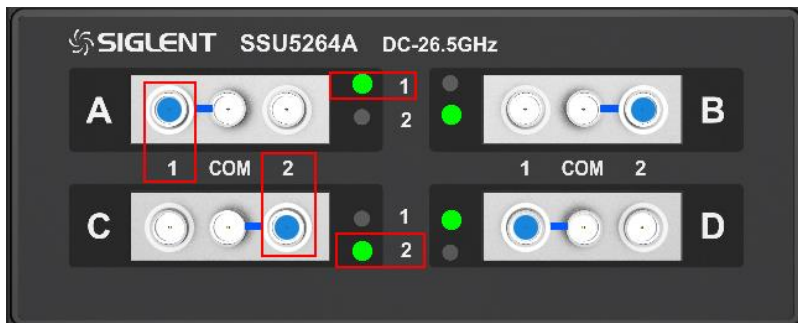 SIGLENT SSU5264A DC-26.5GHz
A 1 B
2
1 COM 2 1 COM 2
C 1 D
2